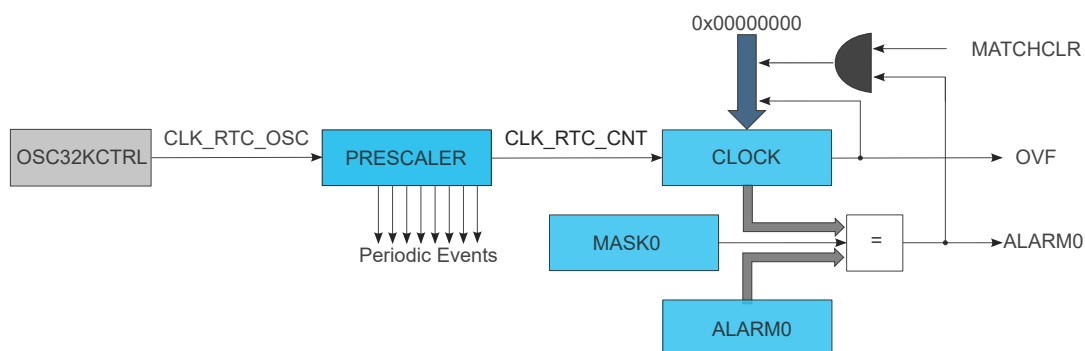 0x00000000
MATCHCLR
CLK_RTC_OSC
CLK_RTC_CNT
OSC32KCTRL
PRESCALER
CLOCK
OVF
Periodic Events
MASK0
=
ALARM0
ALARM0